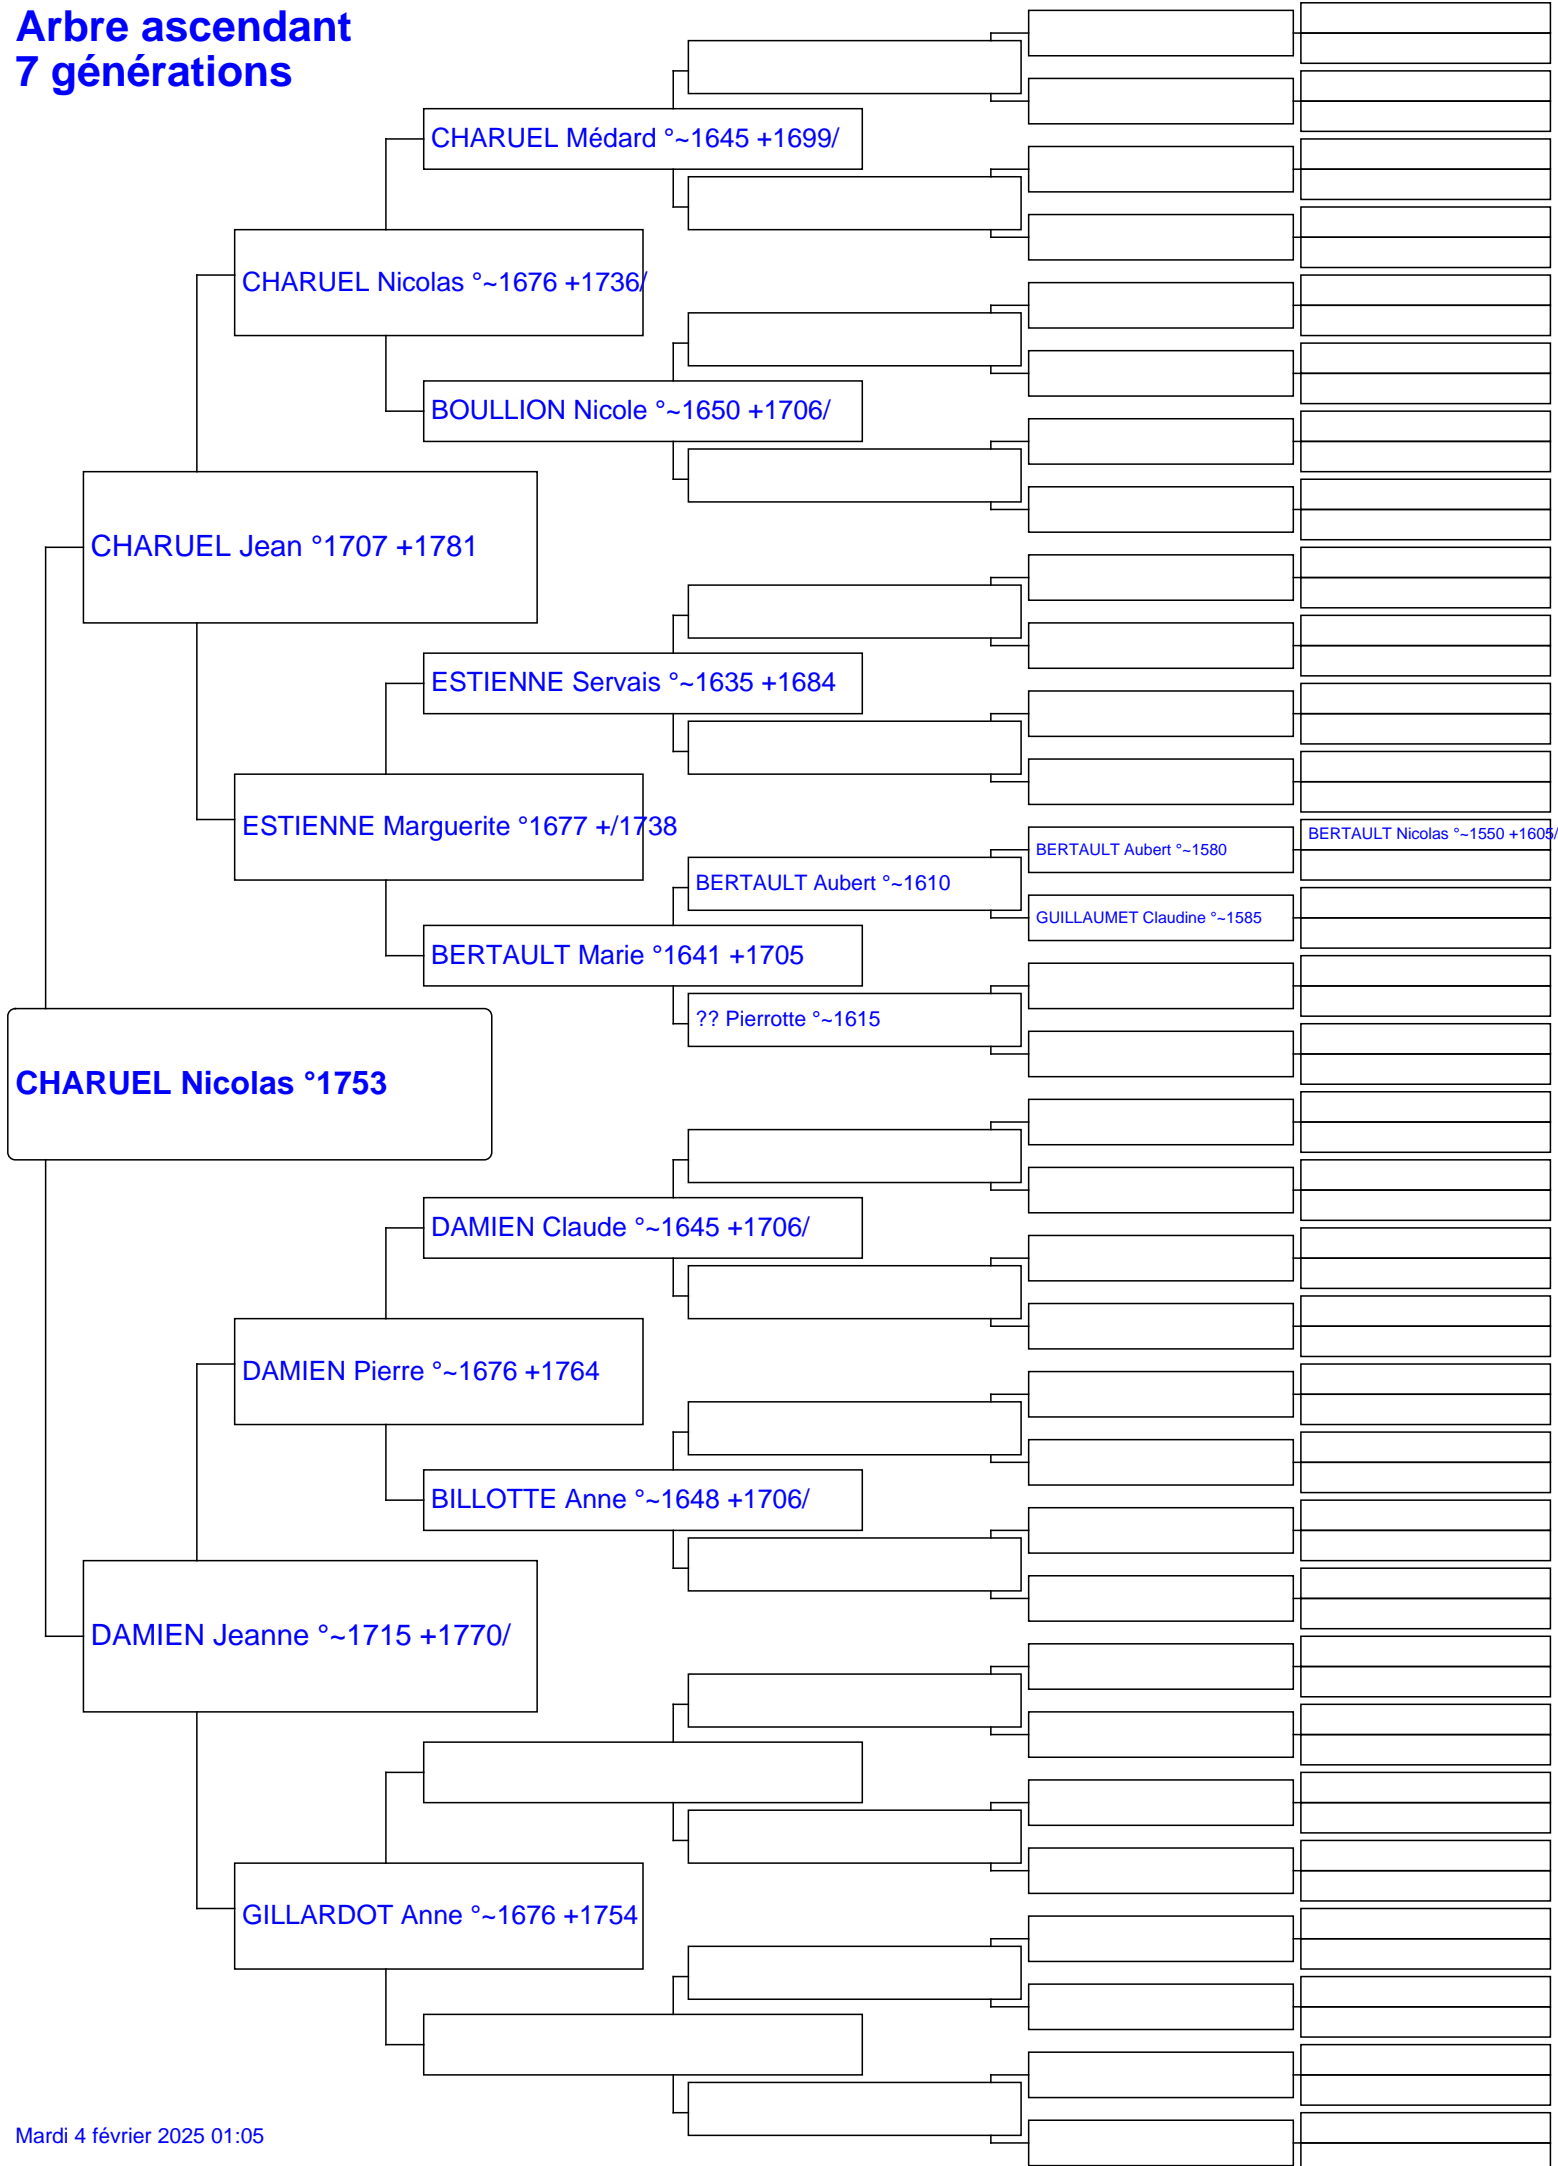 Arbre ascendant
7 générations
CHARUEL Médard °~1645 +1699/
CHARUEL Nicolas °~1676 +1736/
BOULLION Nicole °~1650 +1706/
CHARUEL Jean °1707 +1781
ESTIENNE Servais °~1635 +1684
ESTIENNE Marguerite °1677 +/1738
BERTAULT Nicolas °~1550 +1605/
BERTAULT Aubert °~1580
BERTAULT Aubert °~1610
GUILLAUMET Claudine °~1585
BERTAULT Marie °1641 +1705
?? Pierrotte °~1615
CHARUEL Nicolas °1753
DAMIEN Claude °~1645 +1706/
DAMIEN Pierre °~1676 +1764
BILLOTTE Anne °~1648 +1706/
DAMIEN Jeanne °~1715 +1770/
GILLARDOT Anne °~1676 +1754
Mardi 4 février 2025 01:05